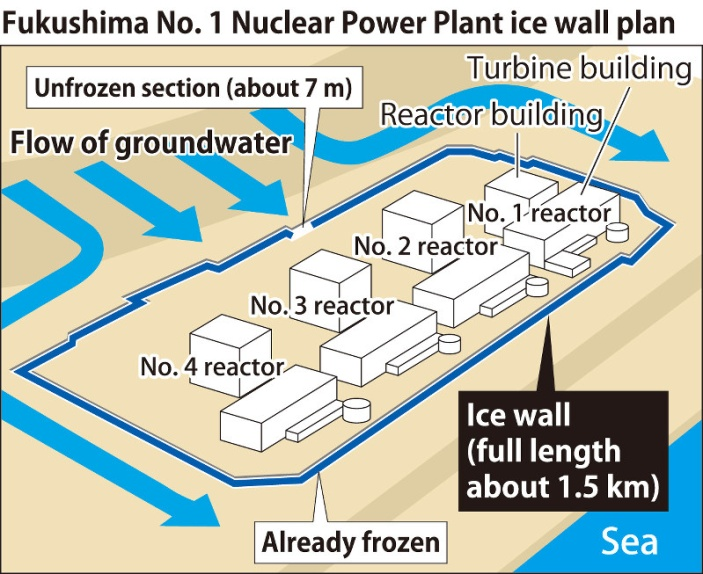 Fukushima No. 1 Nuclear Power Plant ice wall plan
Turbine building
Unfrozen section (about 7 m)
Reactor building
Flow of groundwater
No. 1 reactor
No. 2 reactor
No. 3 reactor
No. 4 reactor
Ice wall
(full length
about 1.5 km)
Already frozen
Sea